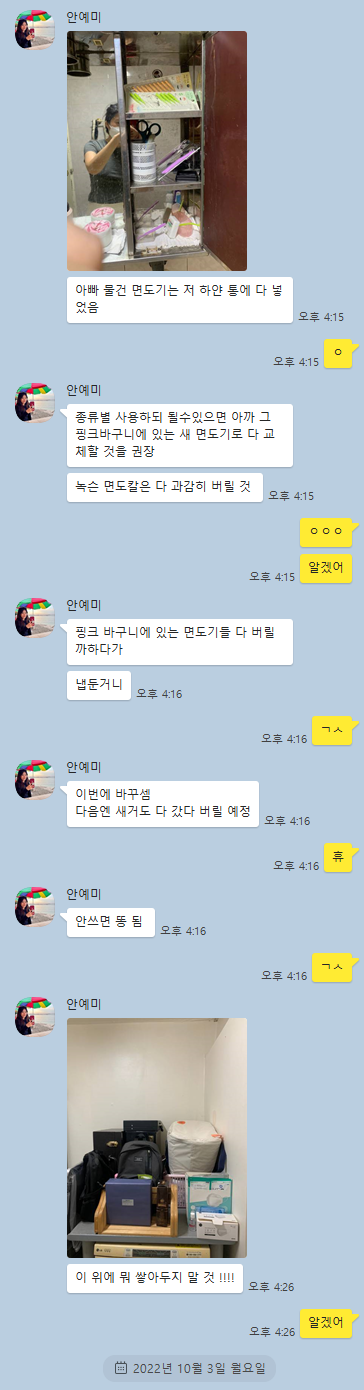 안예미
아빠 물건 면도기는 저 하얀 통에 다 넣
었음
오후 4:15
ㅇ
오후 4:15
안예미
종류별 사용하되 될수있으면 아까 그
핑크바구니에 있는 새 면도기로 다 교
체할 것을 권장
녹슨 면도칼은 다 과감히 버릴 것
오후 4:15
ㅇㅇㅇ
알겠어
오후 4:15
안예미
핑크 바구니에 있는 면도기들 다 버릴
까하다가
냅둔거니
오후 4:16
ㄱㅅ
오후 4:16
안예미
이번에 바꾸셈
다음엔 새거도 다 갔다 버릴 예정
오후 4:16
휴
오후 4:16
안예미
안쓰면 똥 됨
오후 4:16
ㄱㅅ
오후 4:16
안예미
이 위에 뭐 쌓아두지 말 것 !!!!
오후 4:26
알겠어
오후 4:26
2022년 10월 3일 월요일